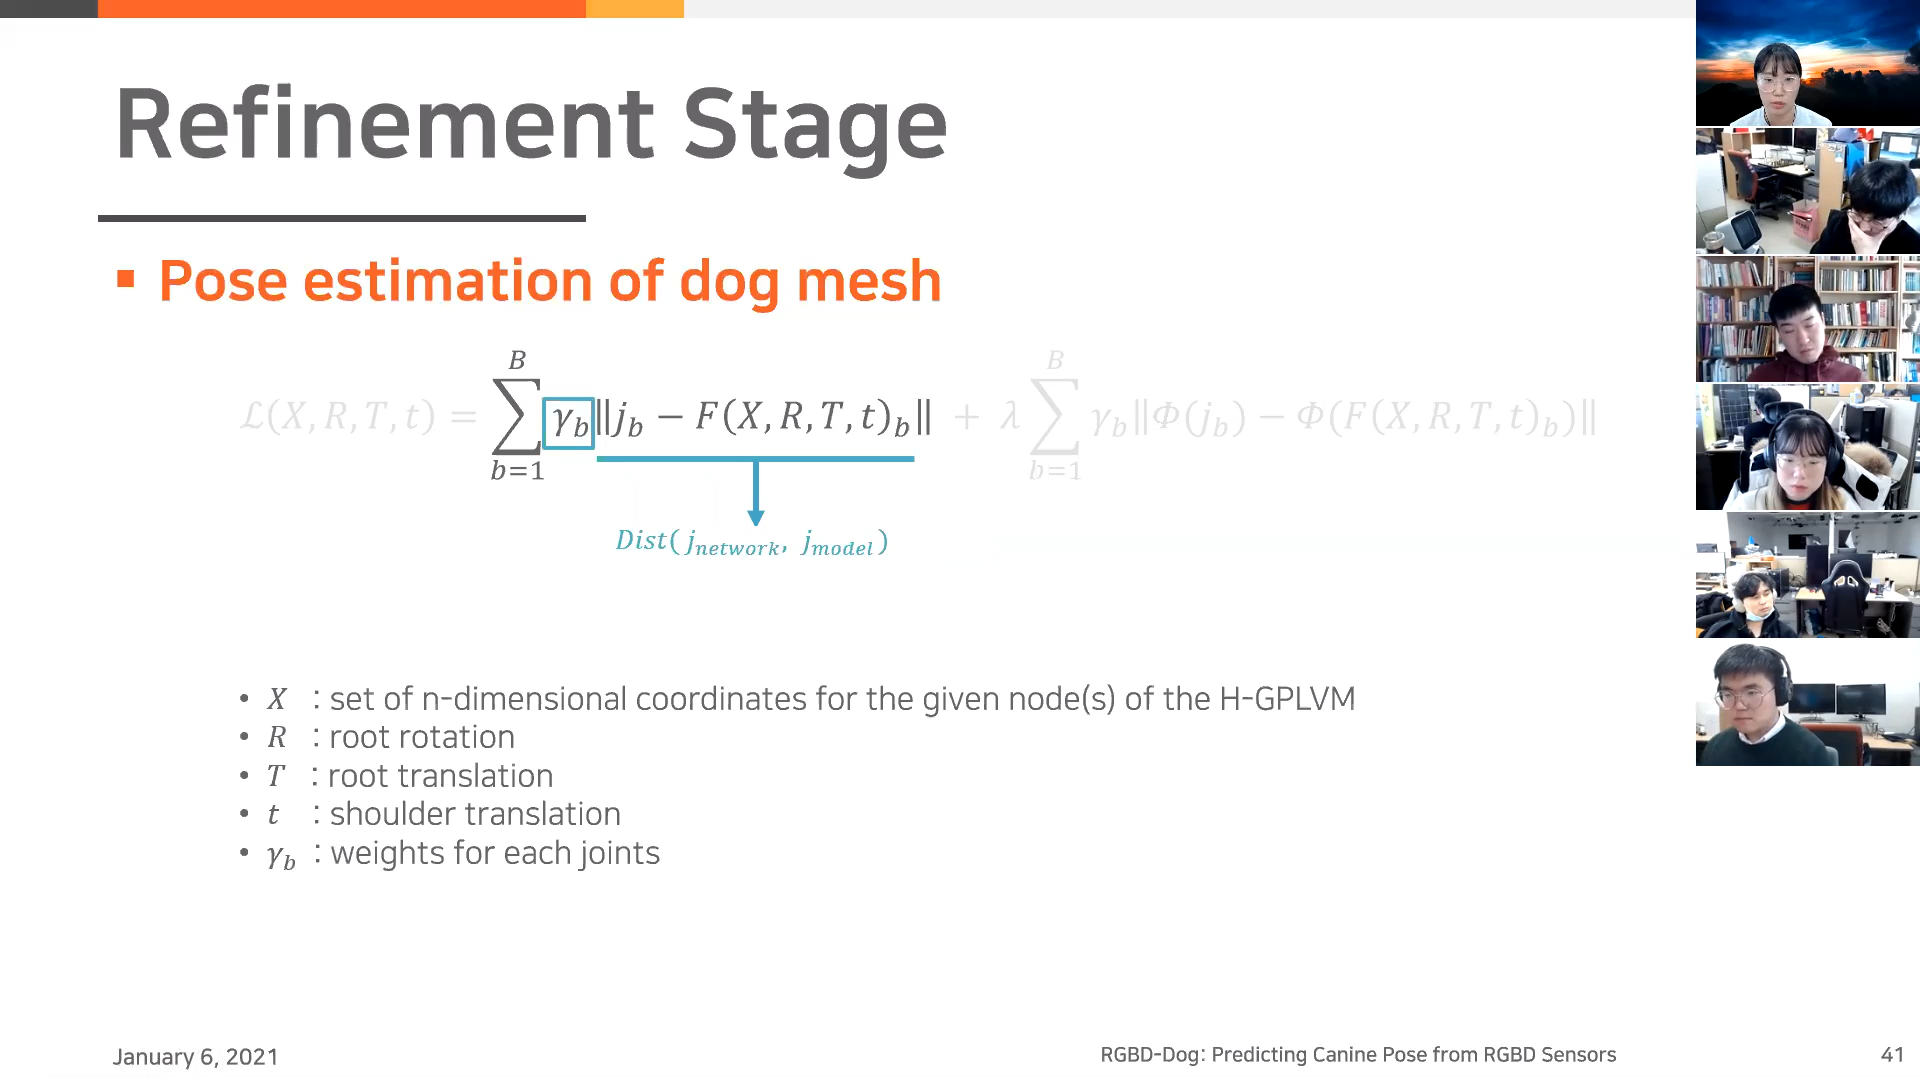 Refinement Stage
▪ Pose estimation of dog mesh
ℒ(X, R, T, t) = ∑_{b=1}^{B} γ_b‖j_b − F(X, R, T, t)_b‖ + λ ∑_{b=1}^{B} γ_b‖Φ(j_b) − Φ(F(X, R, T, t)_b)‖
Dist( j_network, j_model)
• X : set of n-dimensional coordinates for the given node(s) of the H-GPLVM
• R : root rotation
• T : root translation
• t : shoulder translation
• γ_b : weights for each joints
January 6, 2021
RGBD-Dog: Predicting Canine Pose from RGBD Sensors
41